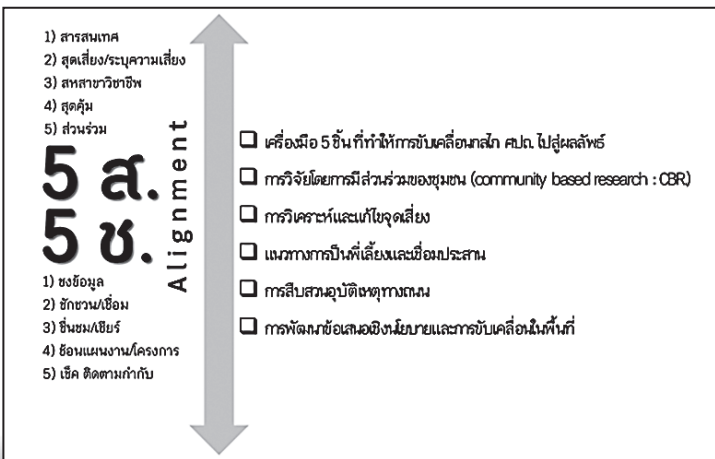 1) สารสนเทศ
2) สุดเสี่ยง/ระบุความเสี่ยง
3) สหสาขาวิชาชีพ
4) สุดคุ้ม
5) ส่วนร่วม
5 ส.
5 ช.
1) ชงข้อมูล
2) ชักชวน/เชื่อม
3) ชื่นชม/เชียร์
4) ช้อนแผนงาน/โครงการ
5) เช็ค ติดตามกำกับ
Alignment
❑ เครื่องมือ 5 ชิ้น ที่ทำให้การขับเคลื่อนกลไก ศปถ. ไปสู่ผลลัพธ์
❑ การวิจัยโดยการมีส่วนร่วมของชุมชน (community based research : CBR)
❑ การวิเคราะห์และแก้ไขจุดเสี่ยง
❑ แนวทางการเป็นพี่เลี้ยงและเชื่อมประสาน
❑ การสืบสวนอุบัติเหตุทางถนน
❑ การพัฒนาข้อเสนอเชิงนโยบายและการขับเคลื่อนในพื้นที่